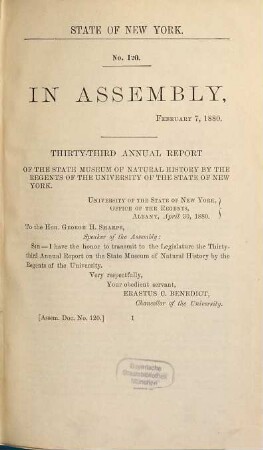 STATE OF NEW YORK.
No. 120.
IN ASSEMBLY,
February 7, 1880.
THIRTY-THIRD ANNUAL REPORT
OF THE STATE MUSEUM OF NATURAL HISTORY BY THE
REGENTS OF THE UNIVERSITY OF THE STATE OF NEW
YORK.
University of the State of New York,
Office of the Regents,
Albany, April 1880.
To the Hon. George H. Sharpe,
Speaker of the Assembly:
Sir—I have the honor to transmit to the Legislature the Thirty-
third Annual Report on the State Museum of Natural History by the
Regents of the University.
Very respectfully,
Your obedient servant,
ERASTUS C. BENEDICT,
Chancellor of the University.
[Assem. Doc. No. 120.] 1
Bayerische
Staatsbibliothek
München